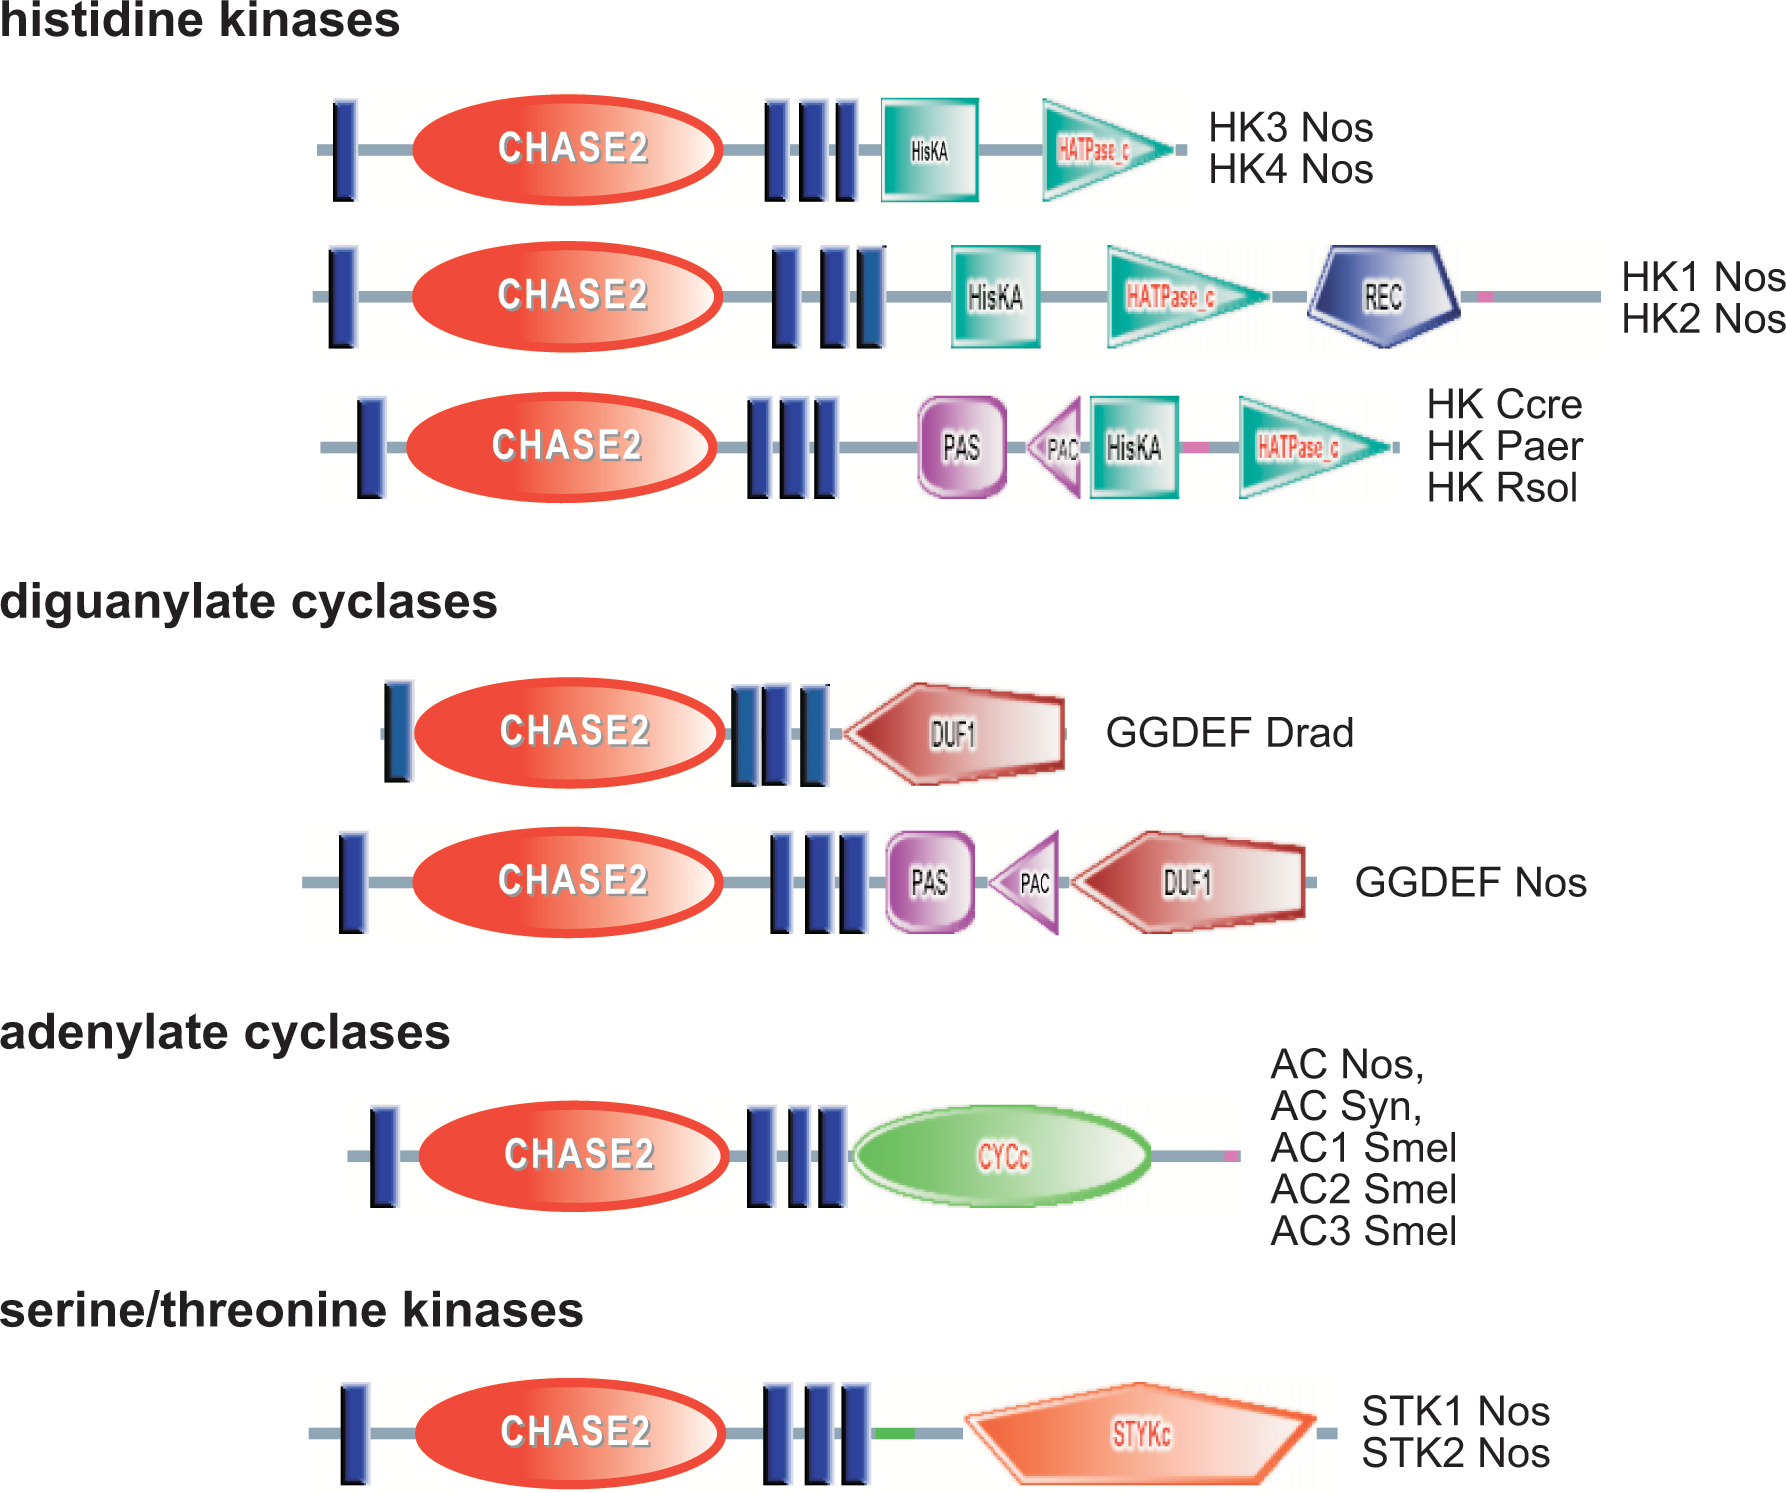 histidine kinases
CHASE2 HisKA HATPase_c HK3 Nos
HK4 Nos
CHASE2 HisKA HATPase_c REC HK1 Nos
HK2 Nos
CHASE2 PAS PAC HisKA HATPase_c HK Ccre
HK Paer
HK Rsol
diguanylate cyclases
CHASE2 DUF1 GGDEF Drad
CHASE2 PAS PAC DUF1 GGDEF Nos
adenylate cyclases
CHASE2 CYCc AC Nos,
AC Syn,
AC1 Smel
AC2 Smel
AC3 Smel
serine/threonine kinases
CHASE2 STYKc STK1 Nos
STK2 Nos